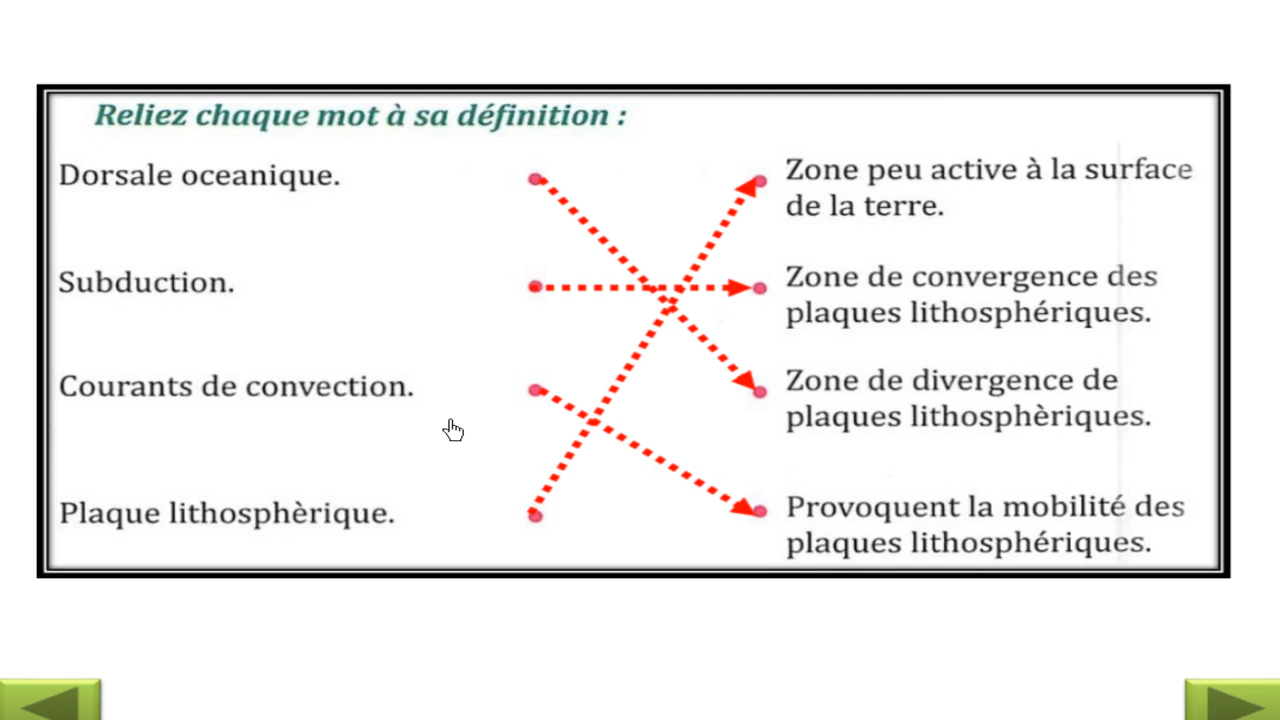 Reliez chaque mot à sa définition :
Dorsale oceanique.
Zone peu active à la surface
de la terre.
Subduction.
Zone de convergence des
plaques lithosphériques.
Courants de convection.
Zone de divergence de
plaques lithosphèriques.
Plaque lithosphèrique.
Provoquent la mobilité des
plaques lithosphériques.